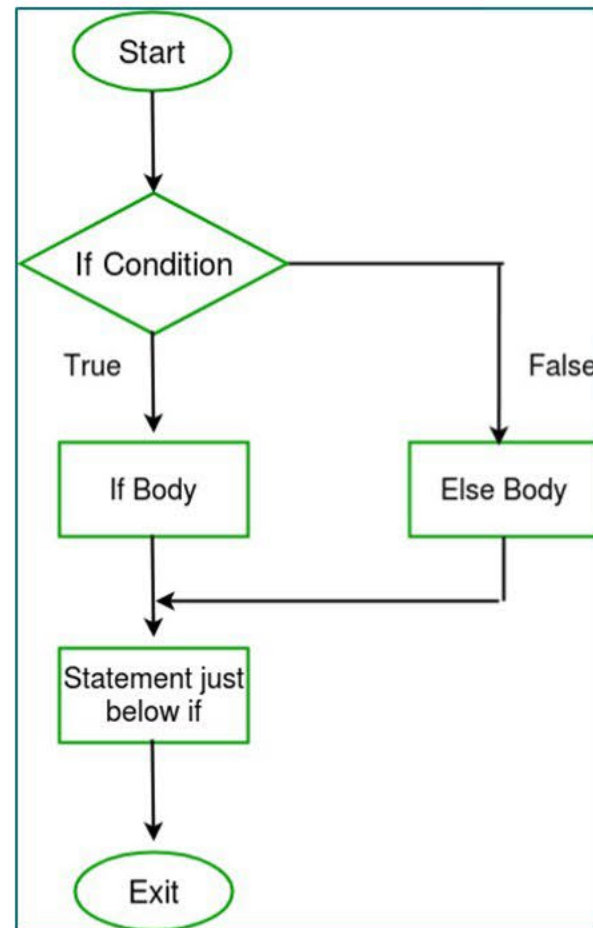 Start
If Condition
True
False
If Body
Else Body
Statement just
below if
Exit